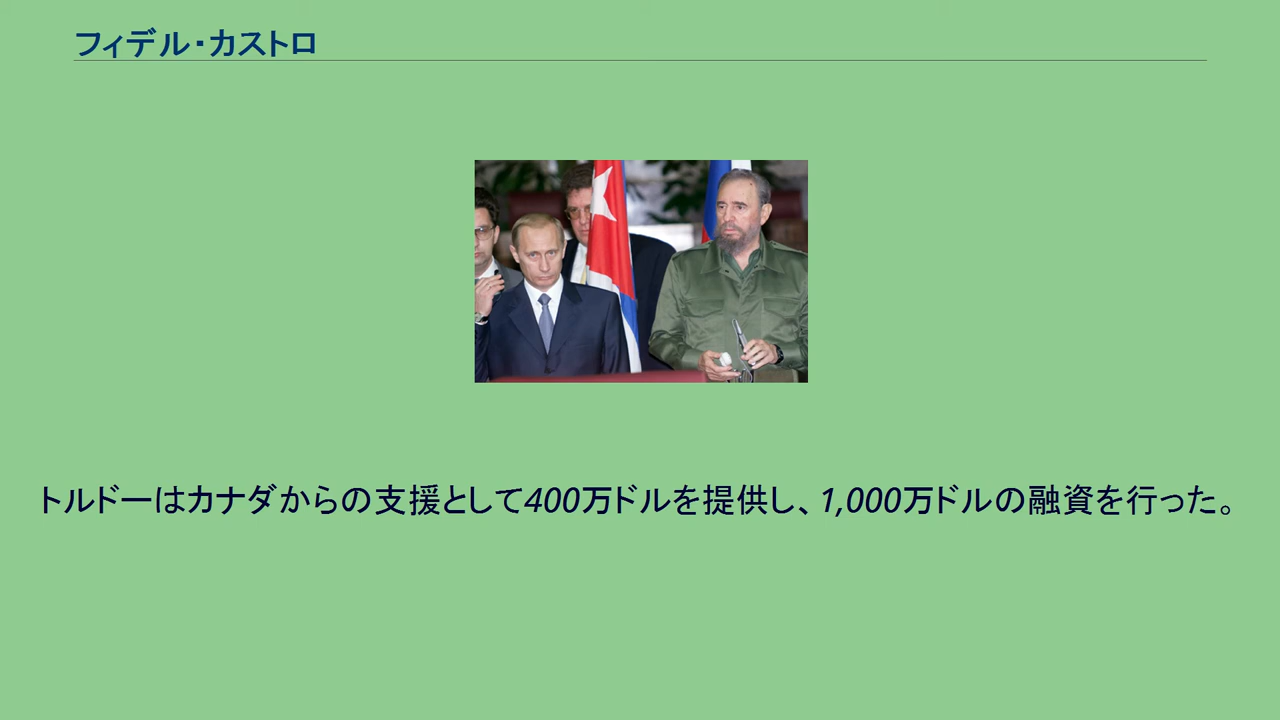 フィデル・カストロ
トルドーはカナダからの支援として400万ドルを提供し、1,000万ドルの融資を行った。